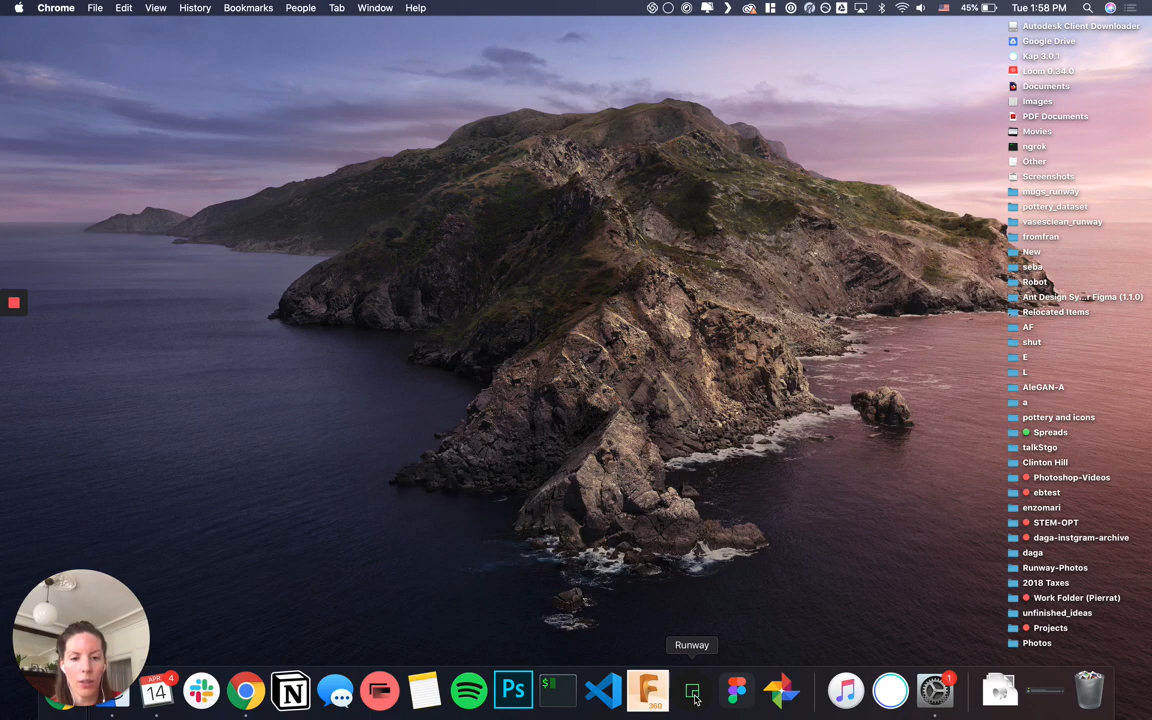 Chrome File Edit View History Bookmarks People Tab Window Help 45% Tue 1:58 PM
Autodesk Client Downloader
Google Drive
Kap 3.0.1
Loom 0.34.0
Documents
Images
PDF Documents
Movies
ngrok
Other
Screenshots
mugs_runway
pottery_dataset
vasesclean_runway
fromfran
New
seba
Robot
Ant Design Sy...r Figma (1.1.0)
Relocated Items
AF
shut
E
L
AleGAN-A
a
pottery and icons
Spreads
talkStgo
Clinton Hill
Photoshop-Videos
ebtest
enzomari
STEM-OPT
daga-instgram-archive
daga
Runway-Photos
2018 Taxes
Work Folder (Pierrat)
unfinished_ideas
Projects
Photos
Runway
APR 14 4
N
Ps
$
F 360
1